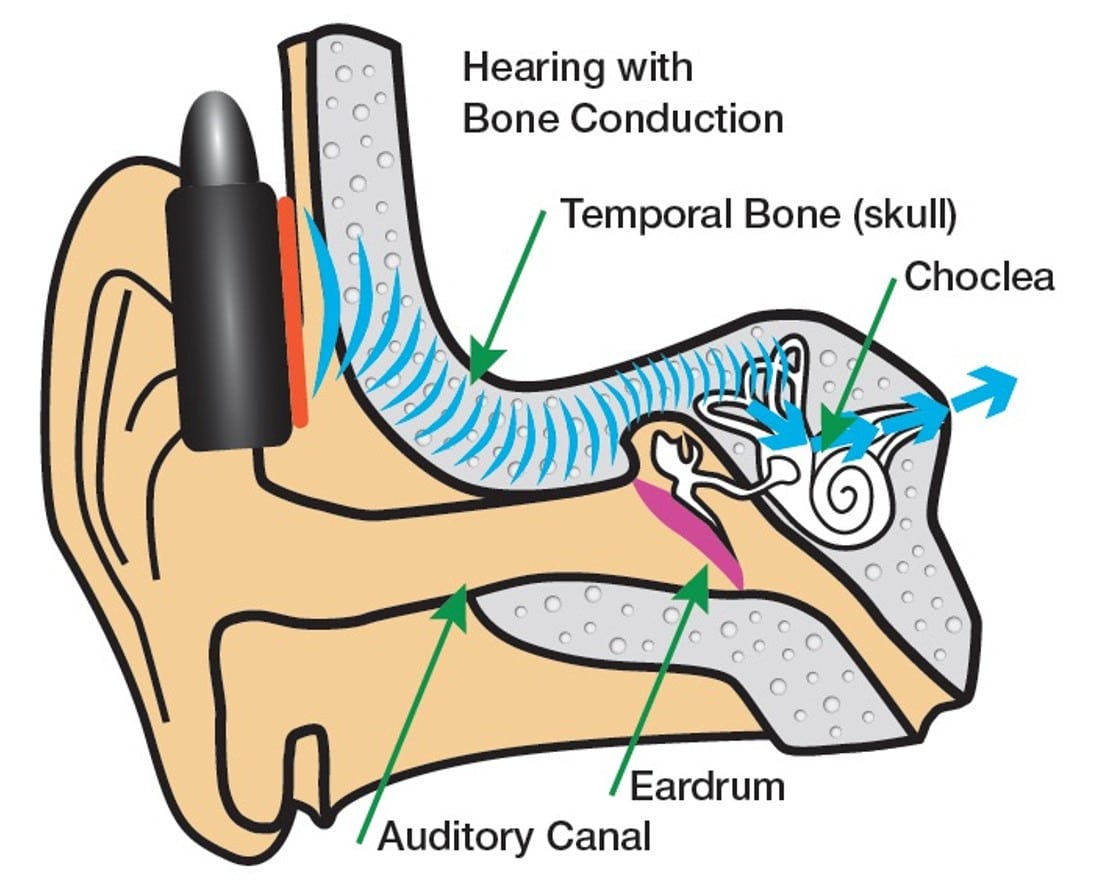 Hearing with
Bone Conduction
Temporal Bone (skull)
Choclea
Eardrum
Auditory Canal